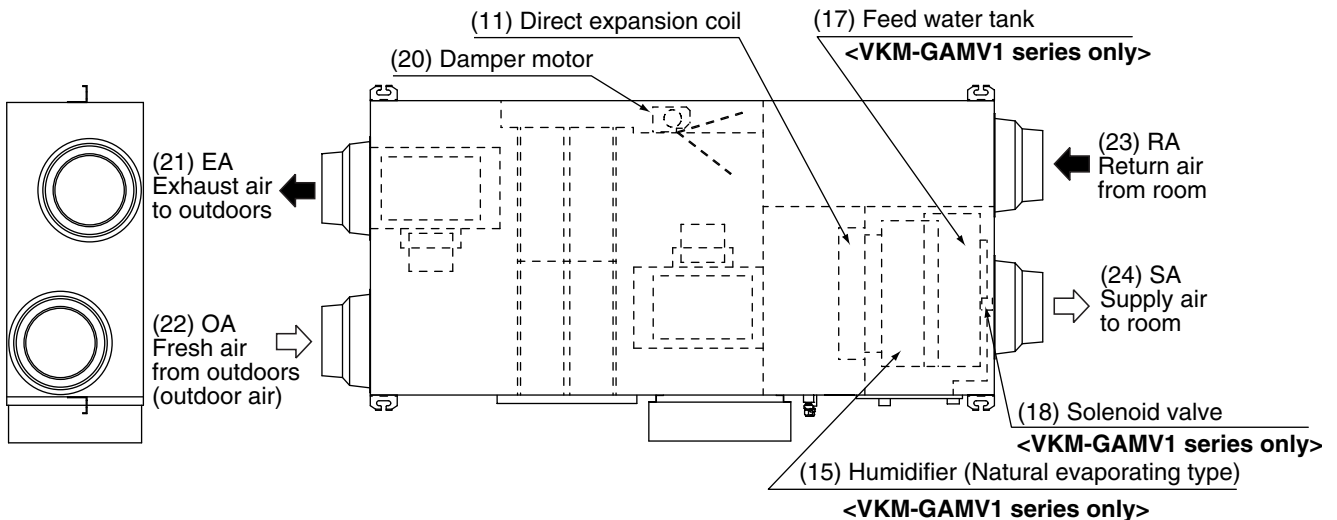 (11) Direct expansion coil
(17) Feed water tank
<VKM-GAMV1 series only>
(20) Damper motor
(21) EA
Exhaust air
to outdoors
(23) RA
Return air
from room
(22) OA
Fresh air
from outdoors
(outdoor air)
(24) SA
Supply air
to room
(18) Solenoid valve
<VKM-GAMV1 series only>
(15) Humidifier (Natural evaporating type)
<VKM-GAMV1 series only>